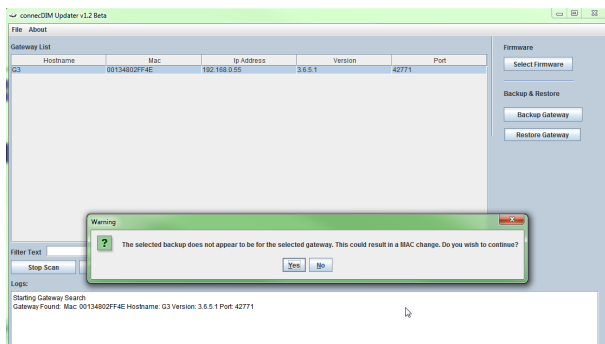 connecDIM Updater v1.2 Beta
File About
Gateway List
Hostname Mac Ip Address Version Port
G3 00134802FF4E 192.168.0.55 3.6.5.1 42771
Firmware
Select Firmware
Backup & Restore
Backup Gateway
Restore Gateway
Warning
The selected backup does not appear to be for the selected gateway. This could result in a MAC change. Do you wish to continue?
Yes No
Filter Text
Stop Scan
Logs:
Starting Gateway Search
Gateway Found: Mac: 00134802FF4E Hostname: G3 Version: 3.6.5.1 Port: 42771